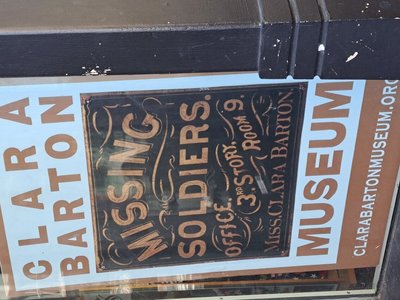 CLARA
BARTON
MISSING
SOLDIERS.
OFFICE.
3RD STORY. ROOM 9.
MISS. CLARA BARTON.
MUSEUM
CLARABARTONMUSEUM.ORG